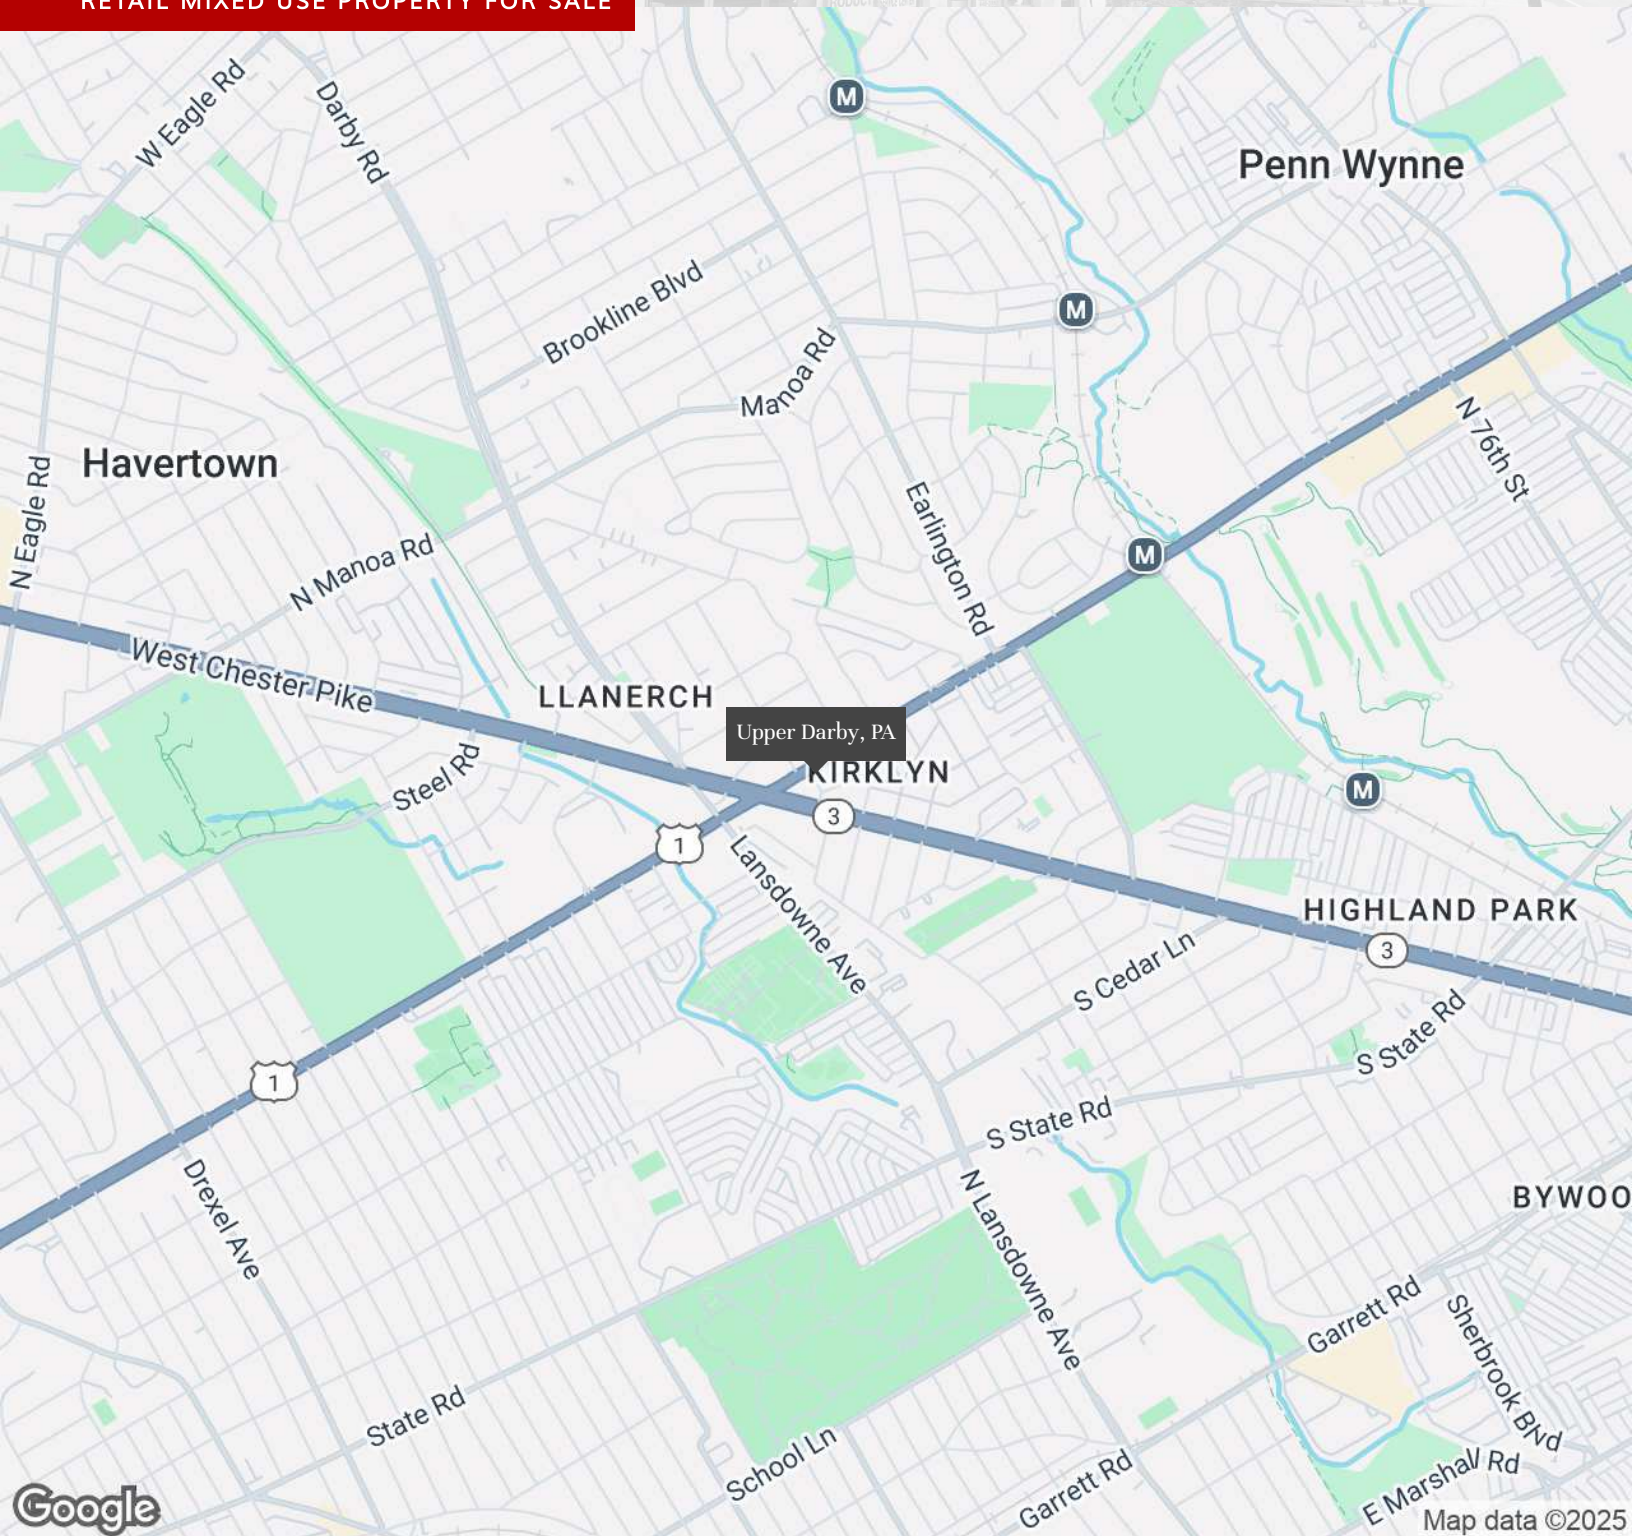 RETAIL MIXED USE PROPERTY FOR SALE
W Eagle Rd
Darby Rd
M
Penn Wynne
Brookline Blvd
M
Manoa Rd
N 76th St
Havertown
N Eagle Rd
Earlington Rd
N Manoa Rd
M
West Chester Pike
LLANERCH
Upper Darby, PA
KIRKLYN
Steel Rd
M
3
1
Lansdowne Ave
HIGHLAND PARK
3
S Cedar Ln
S State Rd
1
S State Rd
Drexel Ave
N Lansdowne Ave
BYWOO
Garrett Rd
Sherbrook Blvd
State Rd
School Ln
Garrett Rd
E Marshall Rd
Google
Map data ©2025